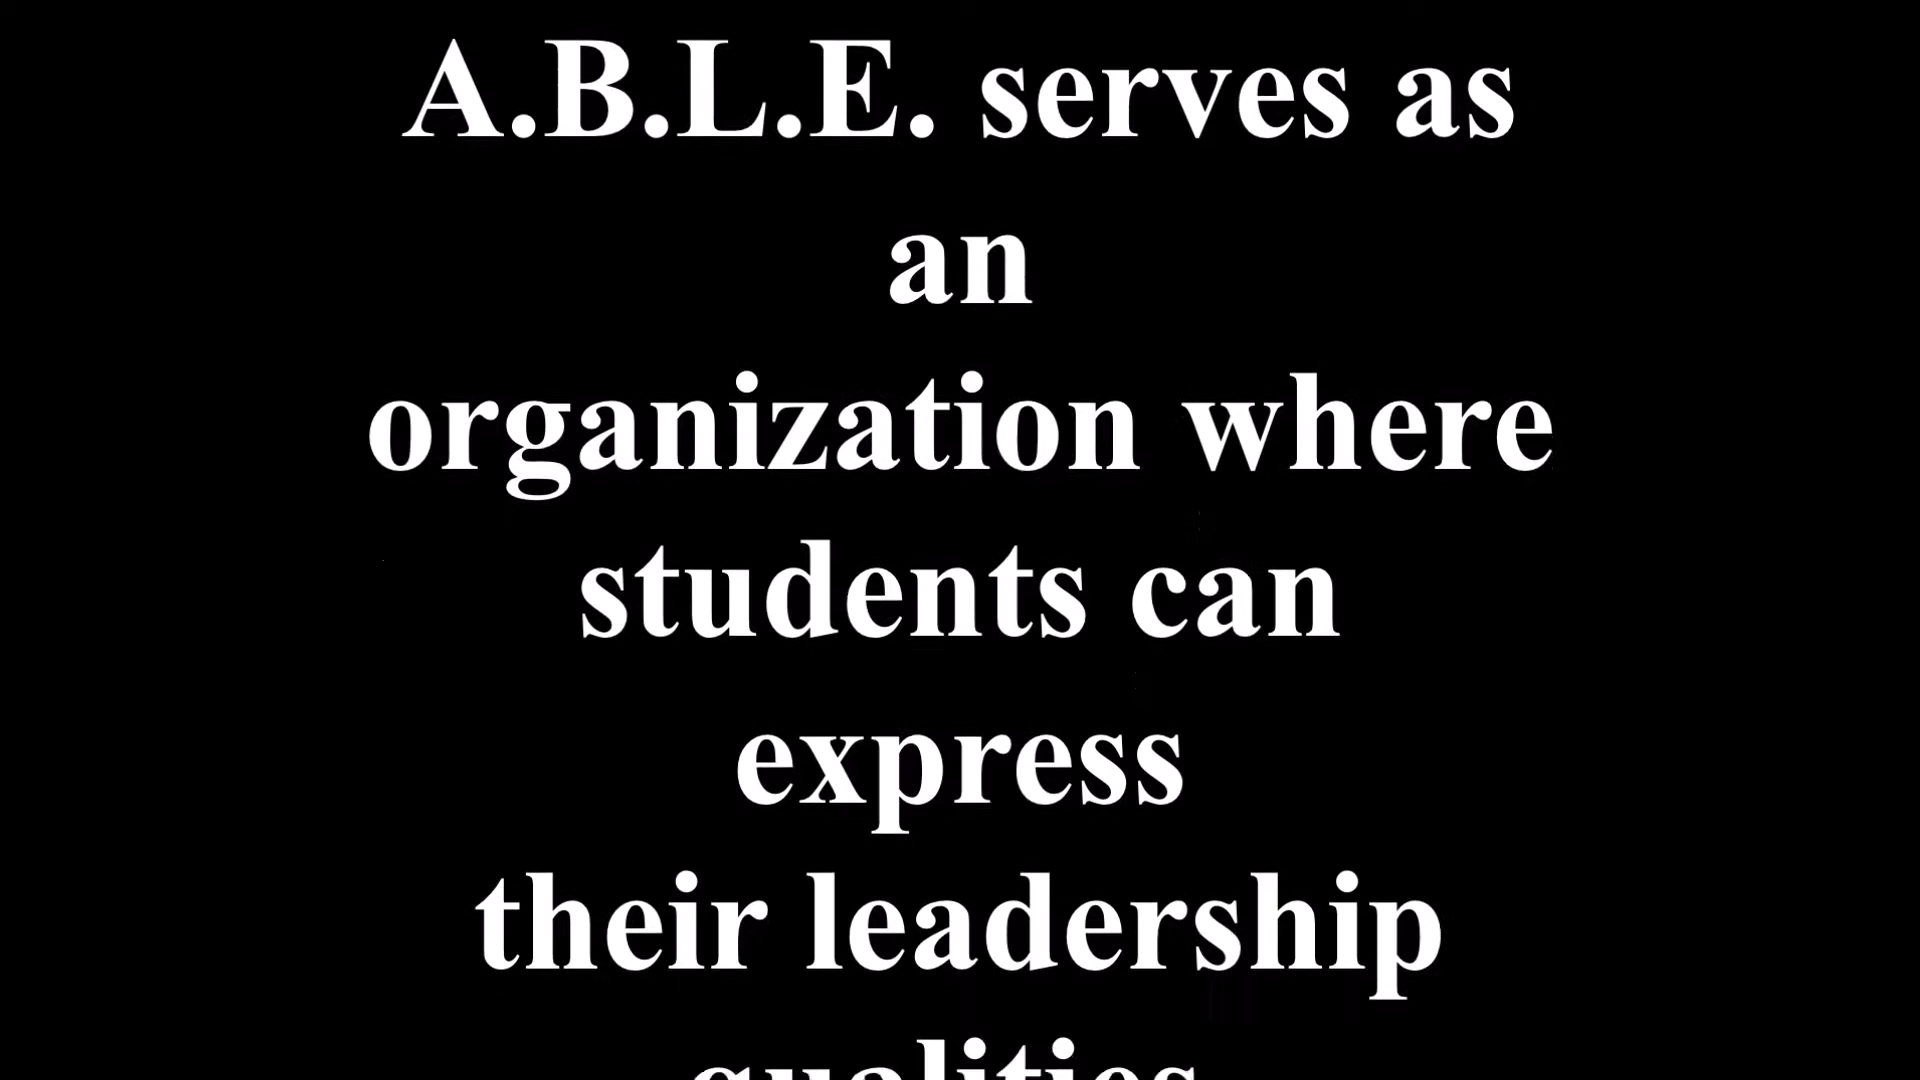 A.B.L.E. serves as
an
organization where
students can
express
their leadership
qualities